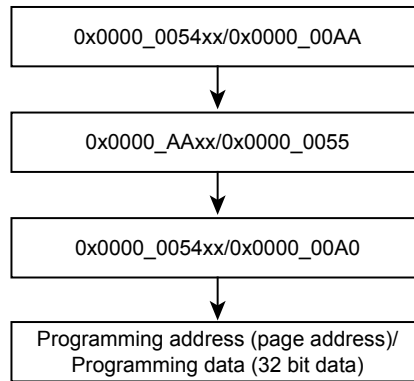 0x0000_0054xx/0x0000_00AA
0x0000_AAxx/0x0000_0055
0x0000_0054xx/0x0000_00A0
Programming address (page address)/
Programming data (32 bit data)